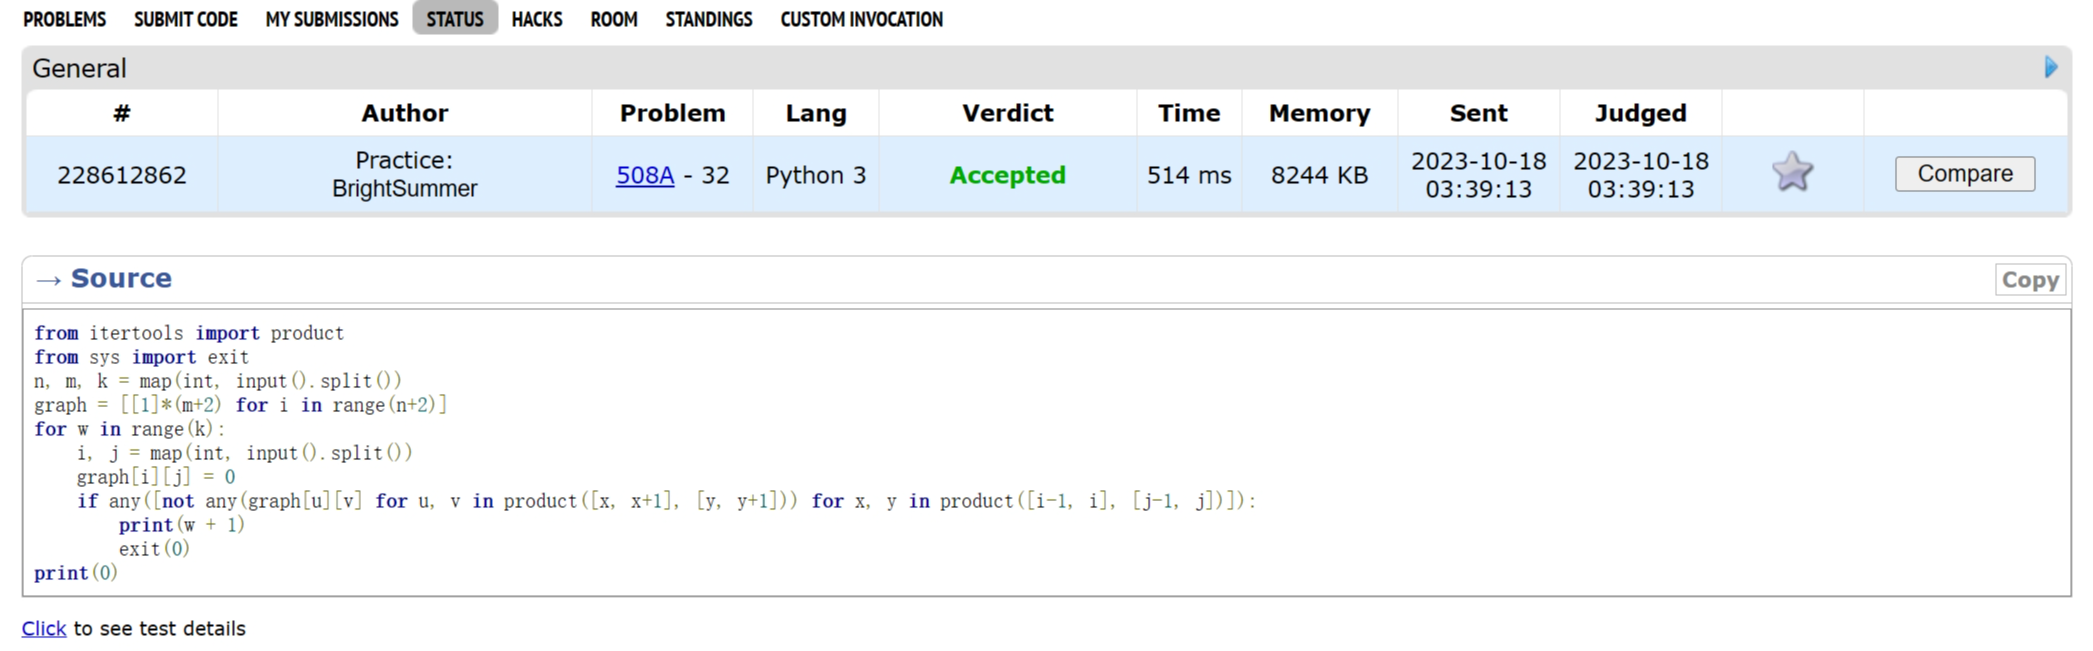 PROBLEMS SUBMIT CODE MY SUBMISSIONS STATUS HACKS ROOM STANDINGS CUSTOM INVOCATION
General
# Author Problem Lang Verdict Time Memory Sent Judged
228612862 Practice: BrightSummer 508A - 32 Python 3 Accepted 514 ms 8244 KB 2023-10-18 03:39:13 2023-10-18 03:39:13 Compare
→ Source Copy
from itertools import product
from sys import exit
n, m, k = map(int, input().split())
graph = [[1]*(m+2) for i in range(n+2)]
for w in range(k):
    i, j = map(int, input().split())
    graph[i][j] = 0
    if any([not any(graph[u][v] for u, v in product([x, x+1], [y, y+1])) for x, y in product([i-1, i], [j-1, j])]):
        print(w + 1)
        exit(0)
print(0)
Click to see test details